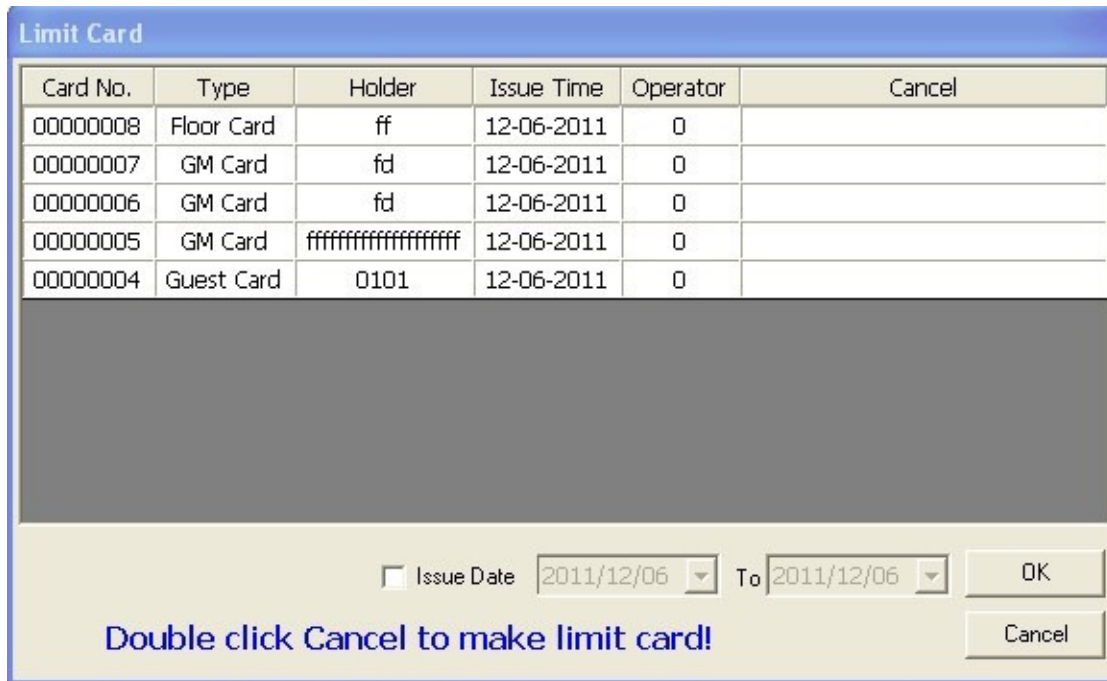 Limit Card
Card No. Type Holder Issue Time Operator Cancel
00000008 Floor Card ff 12-06-2011 0
00000007 GM Card fd 12-06-2011 0
00000006 GM Card fd 12-06-2011 0
00000005 GM Card ffffffffffffffffffff 12-06-2011 0
00000004 Guest Card 0101 12-06-2011 0
Issue Date 2011/12/06 To 2011/12/06 OK
Double click Cancel to make limit card! Cancel